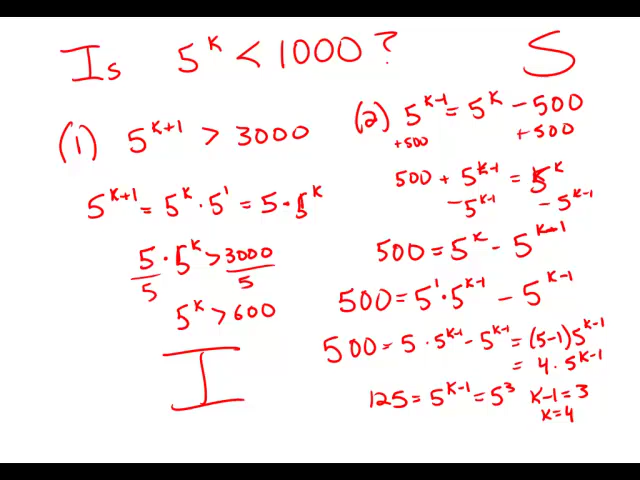 Is 5^k < 1000 ?
S
(1) 5^(k+1) > 3000
5^(k+1) = 5^k · 5^1 = 5 · 5^k
5/5 · 5^k > 3000/5
5^k > 600
I
(2) 5^(k-1) = 5^k - 500
+500 +500
500 + 5^(k-1) = 5^k
-5^(k-1) -5^(k-1)
500 = 5^k - 5^(k-1)
500 = 5^1 · 5^(k-1) - 5^(k-1)
500 = 5 · 5^(k-1) - 5^(k-1) = (5-1)5^(k-1)
= 4 · 5^(k-1)
125 = 5^(k-1) = 5^3 k-1=3
k=4